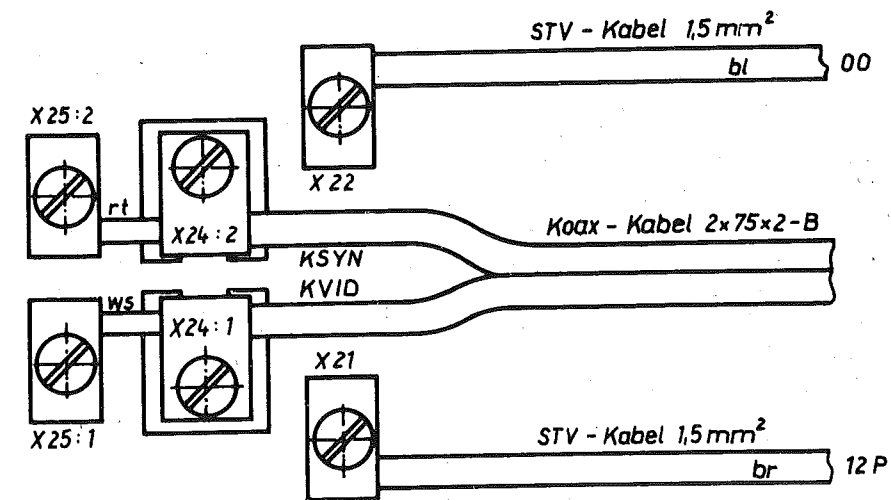 STV - Kabel 1,5 mm²
bl
00
X25:2
X22
rt
X24:2
Koax - Kabel 2x75x2-B
KSYN
KVID
ws
X24:1
X21
X25:1
STV - Kabel 1,5 mm²
br
12P